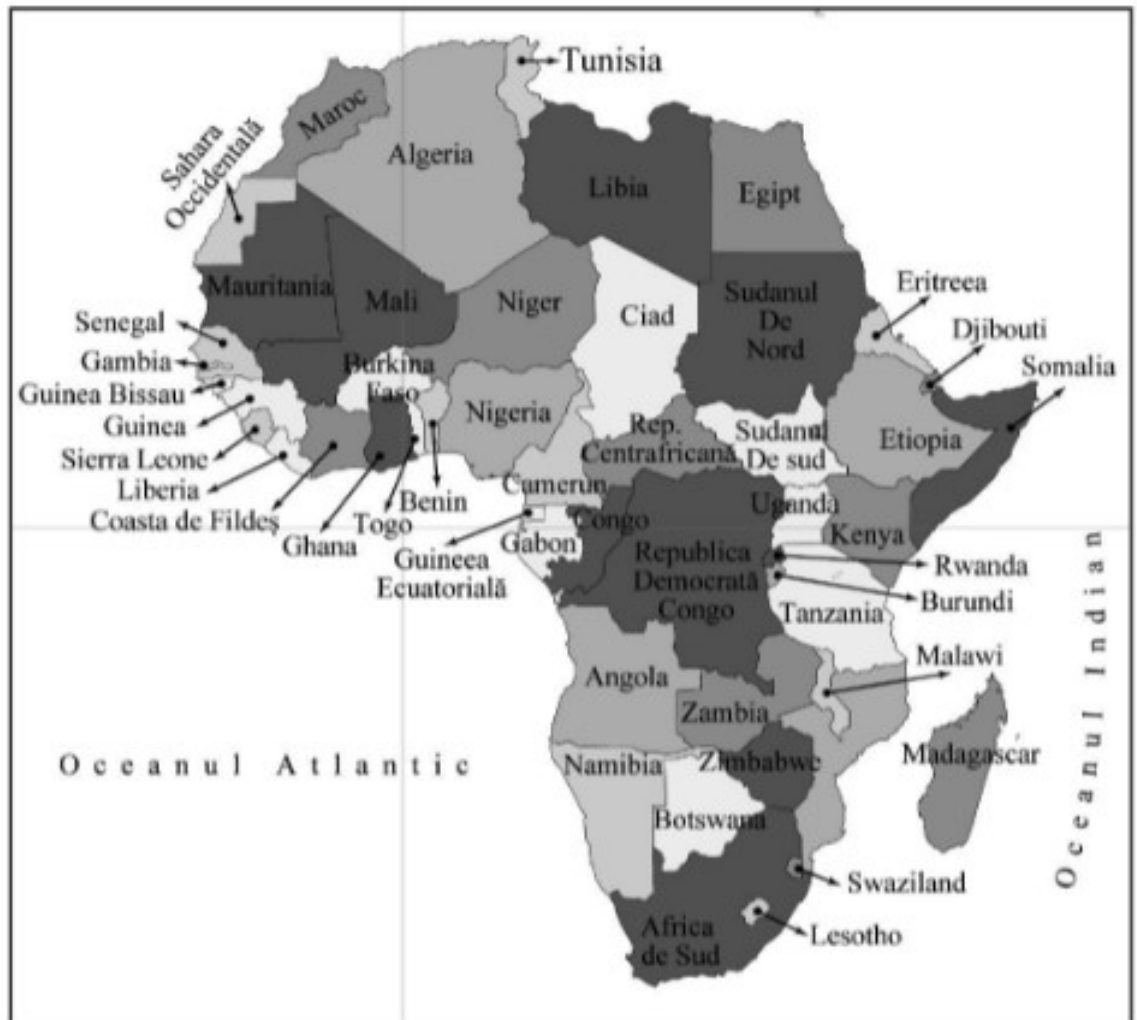 Tunisia
Maroc
Sahara
Occidentală
Algeria
Libia
Egipt
Mauritania
Mali
Niger
Ciad
Sudanul
De
Nord
Eritreea
Djibouti
Somalia
Senegal
Gambia
Guinea Bissau
Guinea
Sierra Leone
Liberia
Coasta de Fildeș
Ghana
Togo
Benin
Burkina
Faso
Nigeria
Rep.
Centrafricană
Sudanul
De sud
Etiopia
Camerun
Guineea
Ecuatorială
Gabon
Congo
Republica
Democrată
Congo
Uganda
Kenya
Rwanda
Burundi
Tanzania
Malawi
Angola
Zambia
Madagascar
Oceanul Atlantic
Oceanul Indian
Namibia
Zimbabwe
Botswana
Swaziland
Africa
de Sud
Lesotho